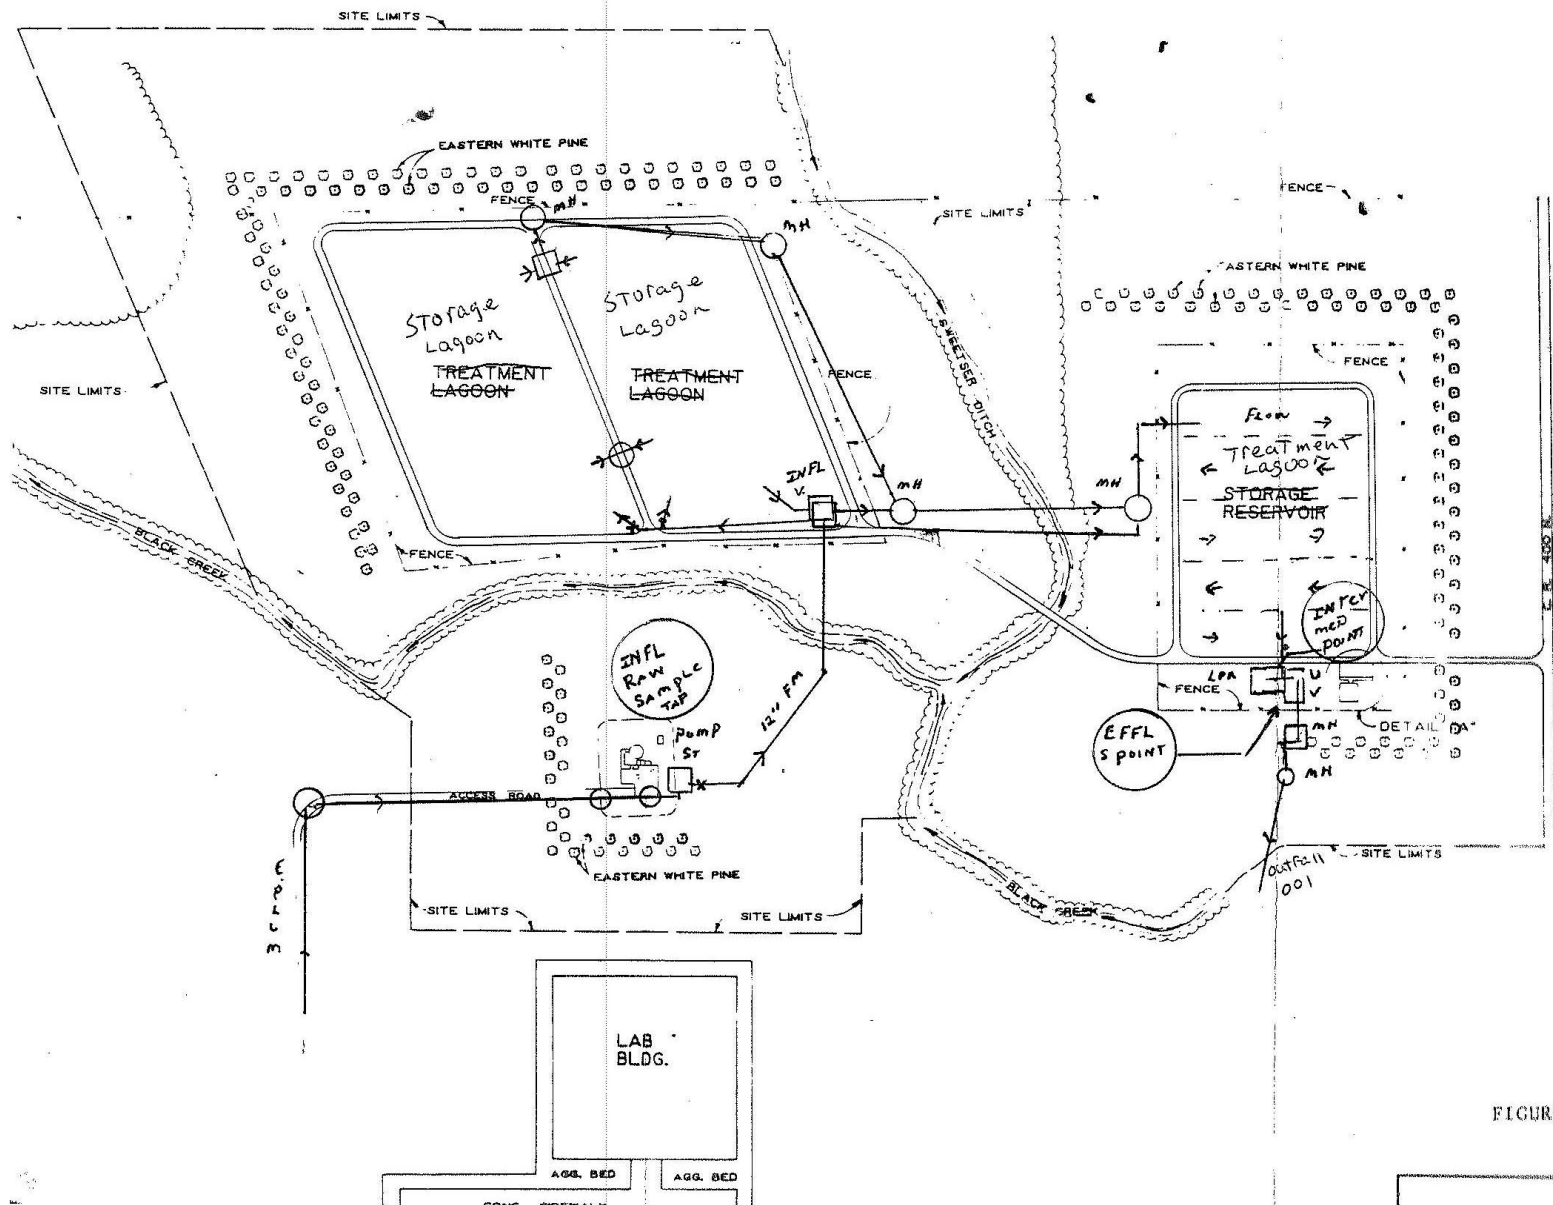 SITE LIMITS
EASTERN WHITE PINE
FENCE
MH
MH
SITE LIMITS
FENCE
EASTERN WHITE PINE
SWEETSER DITCH
Storage
Lagoon
TREATMENT
LAGOON
Storage
Lagoon
TREATMENT
LAGOON
FENCE
FENCE
SITE LIMITS
Flow
Treatment
Lagoon
STORAGE
RESERVOIR
INFL
V.
MH
MH
C.R. 400 N.
BLACK CREEK
FENCE
INTER
MED
POINT
INFL
RAW
SAMPLE
TAP
12" FM
FENCE
U
V
EFFL
S POINT
MH
DETAIL "A"
MH
Pump
ST
ACCESS ROAD
EASTERN WHITE PINE
SITE LIMITS
outfall
001
BLACK CREEK
SITE LIMITS
SITE LIMITS
LAB
BLDG.
AGG. BED
AGG. BED
FIGUR